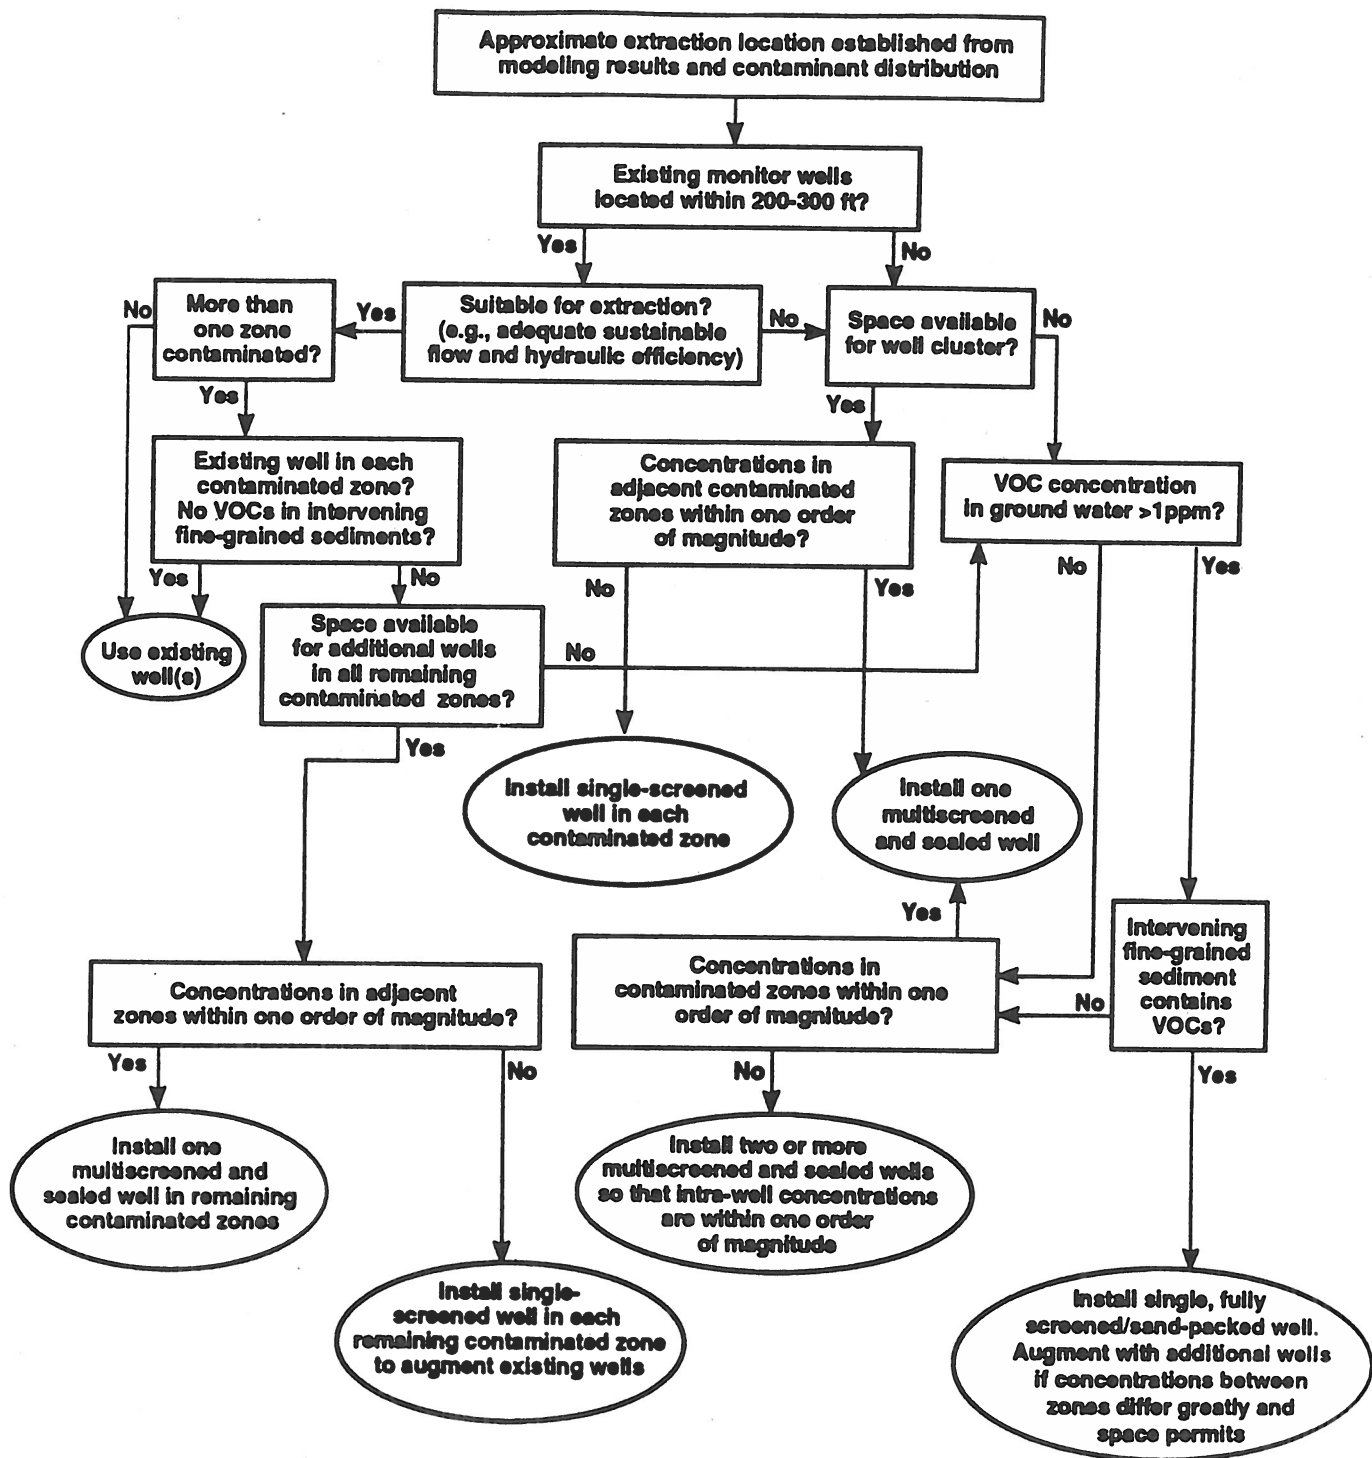 Approximate extraction location established from
modeling results and contaminant distribution
Existing monitor wells
located within 200-300 ft?
Yes
No
No
More than
one zone
contaminated?
Yes
Suitable for extraction?
(e.g., adequate sustainable
flow and hydraulic efficiency)
No
Space available
for well cluster?
No
Yes
Yes
Existing well in each
contaminated zone?
No VOCs in intervening
fine-grained sediments?
Concentrations in
adjacent contaminated
zones within one order
of magnitude?
VOC concentration
in ground water >1ppm?
Yes
No
No
Yes
No
Yes
Use existing
well(s)
Space available
for additional wells
in all remaining
contaminated zones?
No
Yes
Install single-screened
well in each
contaminated zone
Install one
multiscreened
and sealed well
Yes
Concentrations in adjacent
zones within one order of magnitude?
Concentrations in
contaminated zones within one
order of magnitude?
No
Intervening
fine-grained
sediment
contains
VOCs?
Yes
No
No
Yes
Install one
multiscreened and
sealed well in remaining
contaminated zones
Install two or more
multiscreened and sealed wells
so that intra-well concentrations
are within one order
of magnitude
Install single-
screened well in each
remaining contaminated zone
to augment existing wells
Install single, fully
screened/sand-packed well.
Augment with additional wells
if concentrations between
zones differ greatly and
space permits